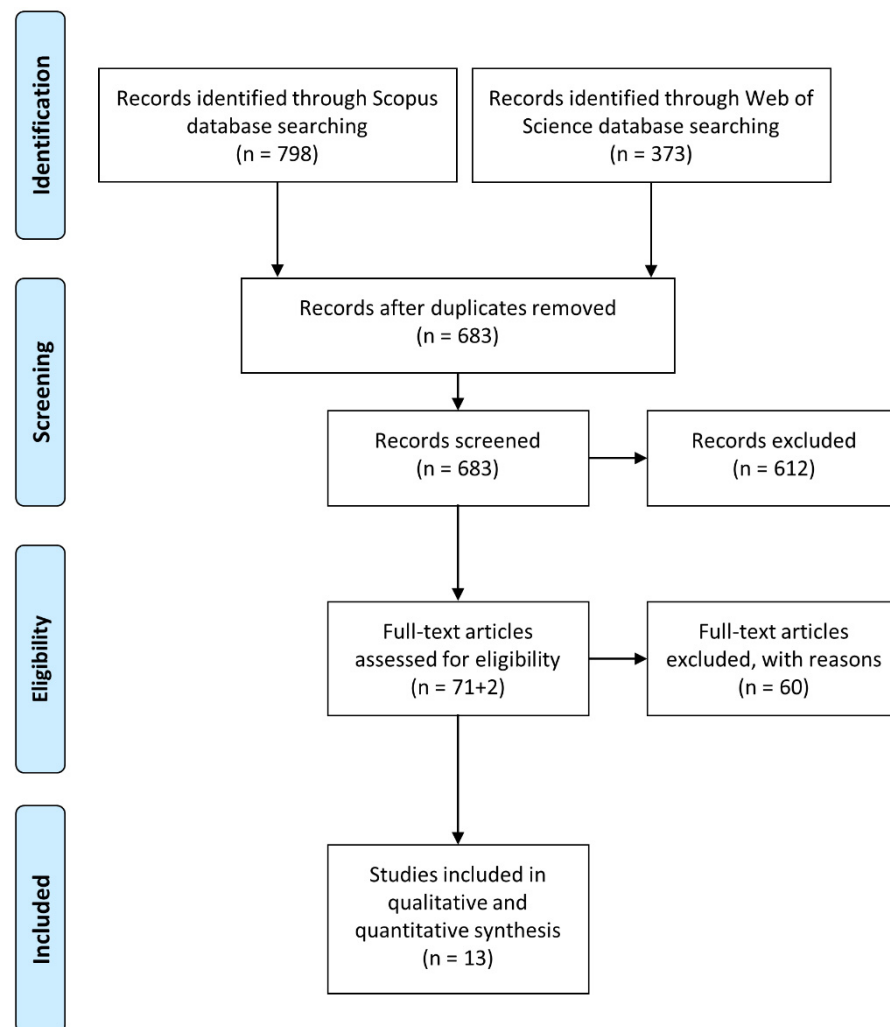 Identification
Records identified through Scopus
database searching
(n = 798)
Records identified through Web of
Science database searching
(n = 373)
Screening
Records after duplicates removed
(n = 683)
Records screened
(n = 683)
Records excluded
(n = 612)
Eligibility
Full-text articles
assessed for eligibility
(n = 71+2)
Full-text articles
excluded, with reasons
(n = 60)
Included
Studies included in
qualitative and
quantitative synthesis
(n = 13)